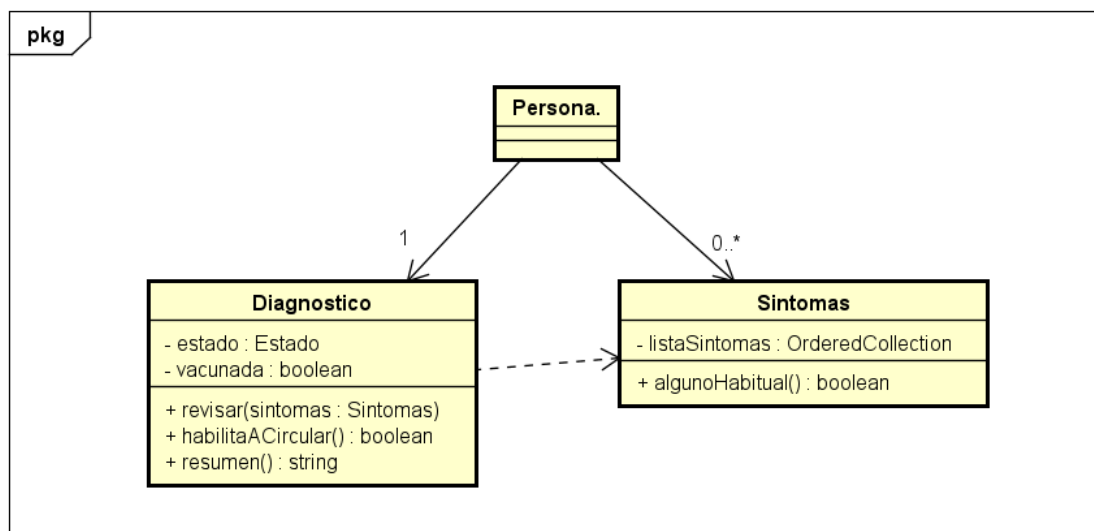 pkg
Persona.
1
0..*
Diagnostico
- estado : Estado
- vacunada : boolean
+ revisar(sintomas : Sintomas)
+ habilitaACircular() : boolean
+ resumen() : string
Sintomas
- listaSintomas : OrderedCollection
+ algunoHabitual() : boolean